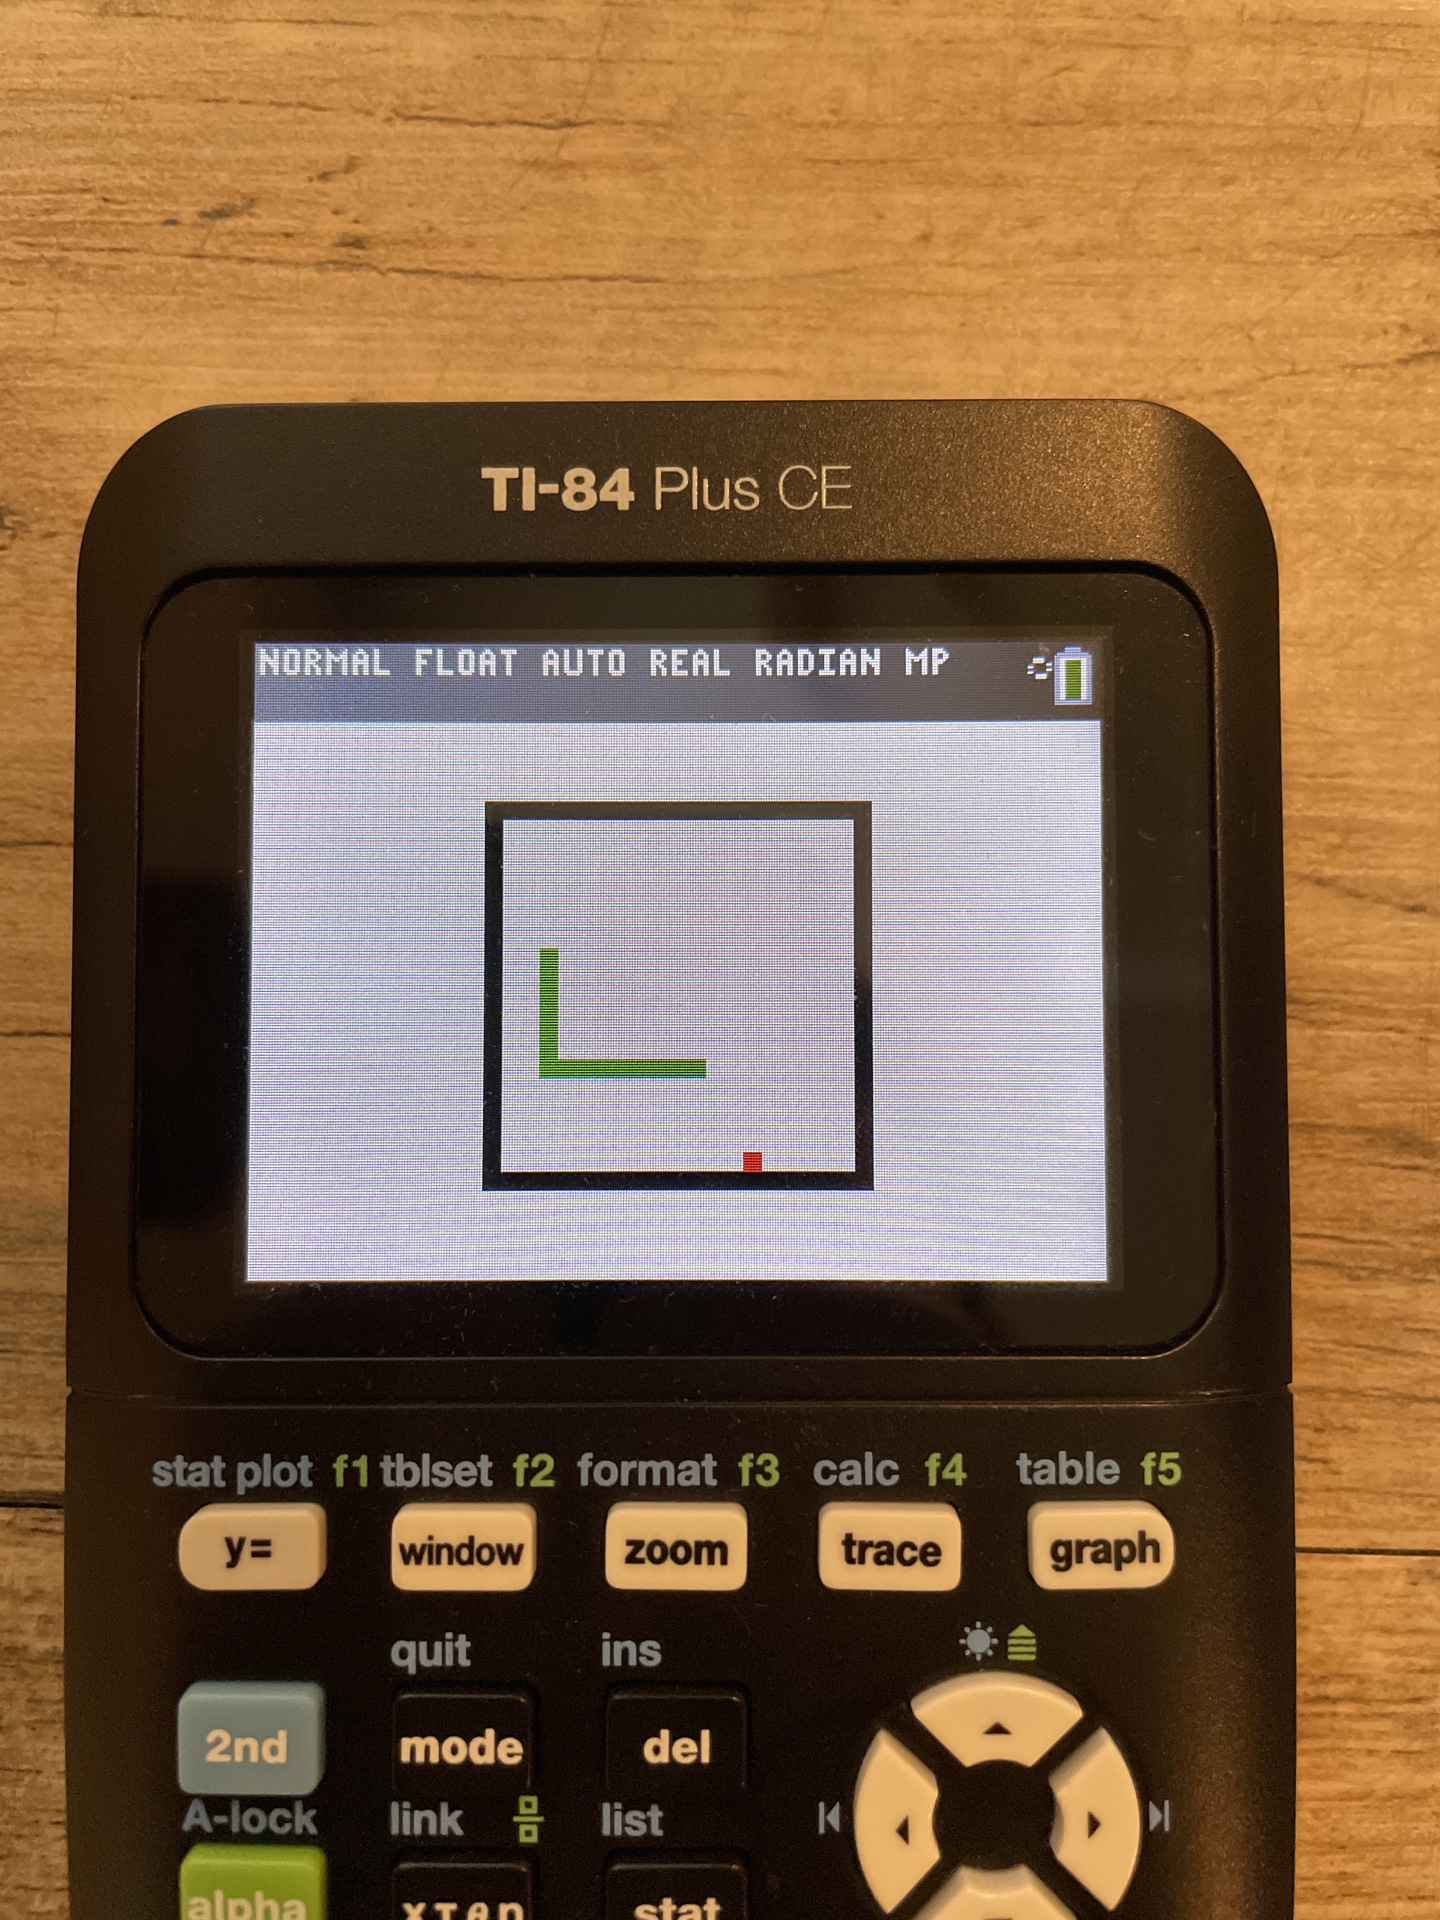 TI-84 Plus CE
NORMAL FLOAT AUTO REAL RADIAN MP
stat plot f1 tblset f2 format f3 calc f4 table f5
y= window zoom trace graph
quit ins
2nd mode del
A-lock link list
alpha X,T,θ,n stat